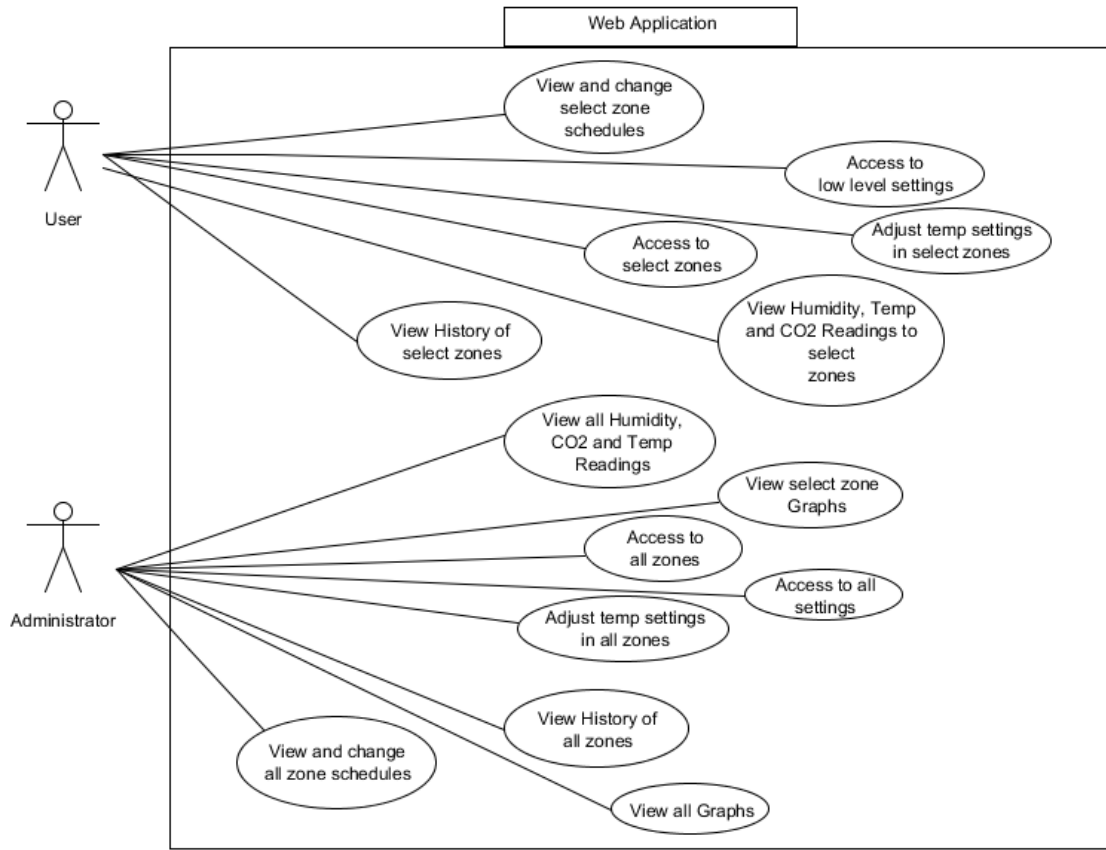 Web Application
View and change
select zone
schedules
Access to
low level settings
User
Adjust temp settings
in select zones
Access to
select zones
View Humidity, Temp
and CO2 Readings to
select
zones
View History of
select zones
View all Humidity,
CO2 and Temp
Readings
View select zone
Graphs
Access to
all zones
Access to all
settings
Administrator
Adjust temp settings
in all zones
View History of
all zones
View and change
all zone schedules
View all Graphs